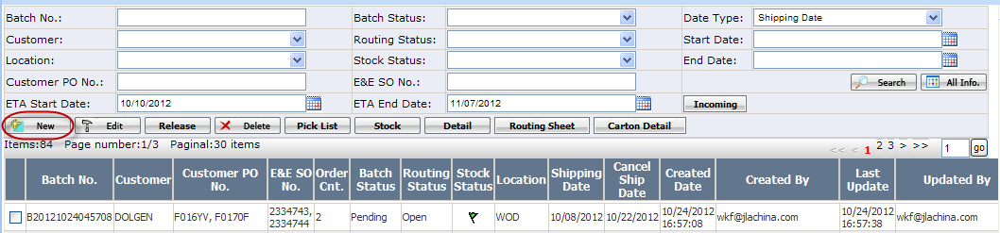 Batch No.: Batch Status: Date Type: Shipping Date
Customer: Routing Status: Start Date:
Location: Stock Status: End Date:
Customer PO No.: E&E SO No.: Search All Info.
ETA Start Date: 10/10/2012 ETA End Date: 11/07/2012 Incoming
New Edit Release Delete Pick List Stock Detail Routing Sheet Carton Detail
Items:84 Page number:1/3 Paginal:30 items << < 1 2 3 > >> 1 go
Batch No. Customer Customer PO No. E&E SO No. Order Cnt. Batch Status Routing Status Stock Status Location Shipping Date Cancel Ship Date Created Date Created By Last Update Updated By
B20121024045708 DOLGEN F016YV, F0170F 2334743, 2334744 2 Pending Open WOD 10/08/2012 10/22/2012 10/24/2012 16:57:08 wkf@jlachina.com 10/24/2012 16:57:38 wkf@jlachina.com